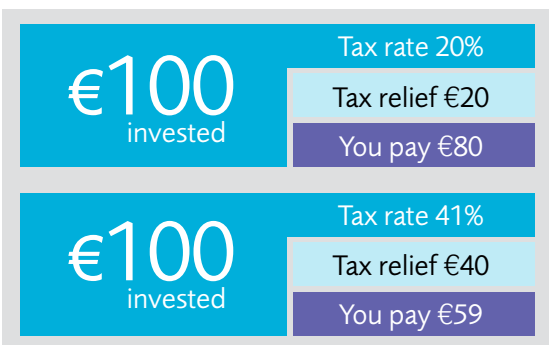 €100
invested
Tax rate 20%
Tax relief €20
You pay €80
€100
invested
Tax rate 41%
Tax relief €40
You pay €59